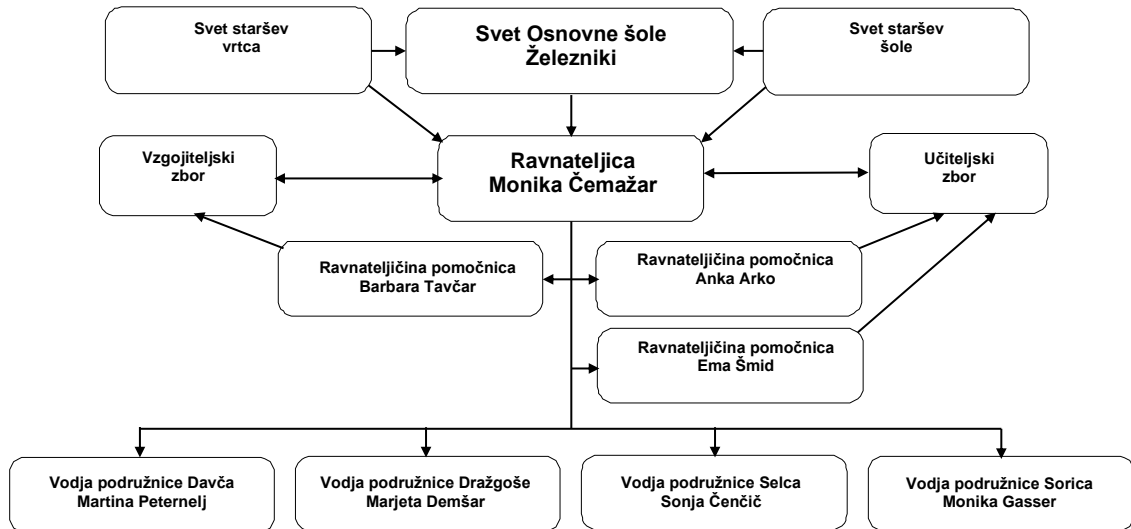 Svet staršev
vrtca
Svet Osnovne šole
Železniki
Svet staršev
šole
Vzgojiteljski
zbor
Ravnateljica
Monika Čemažar
Učiteljski
zbor
Ravnateljičina pomočnica
Barbara Tavčar
Ravnateljičina pomočnica
Anka Arko
Ravnateljičina pomočnica
Ema Šmid
Vodja podružnice Davča
Martina Peternelj
Vodja podružnice Dražgoše
Marjeta Demšar
Vodja podružnice Selca
Sonja Čenčič
Vodja podružnice Sorica
Monika Gasser